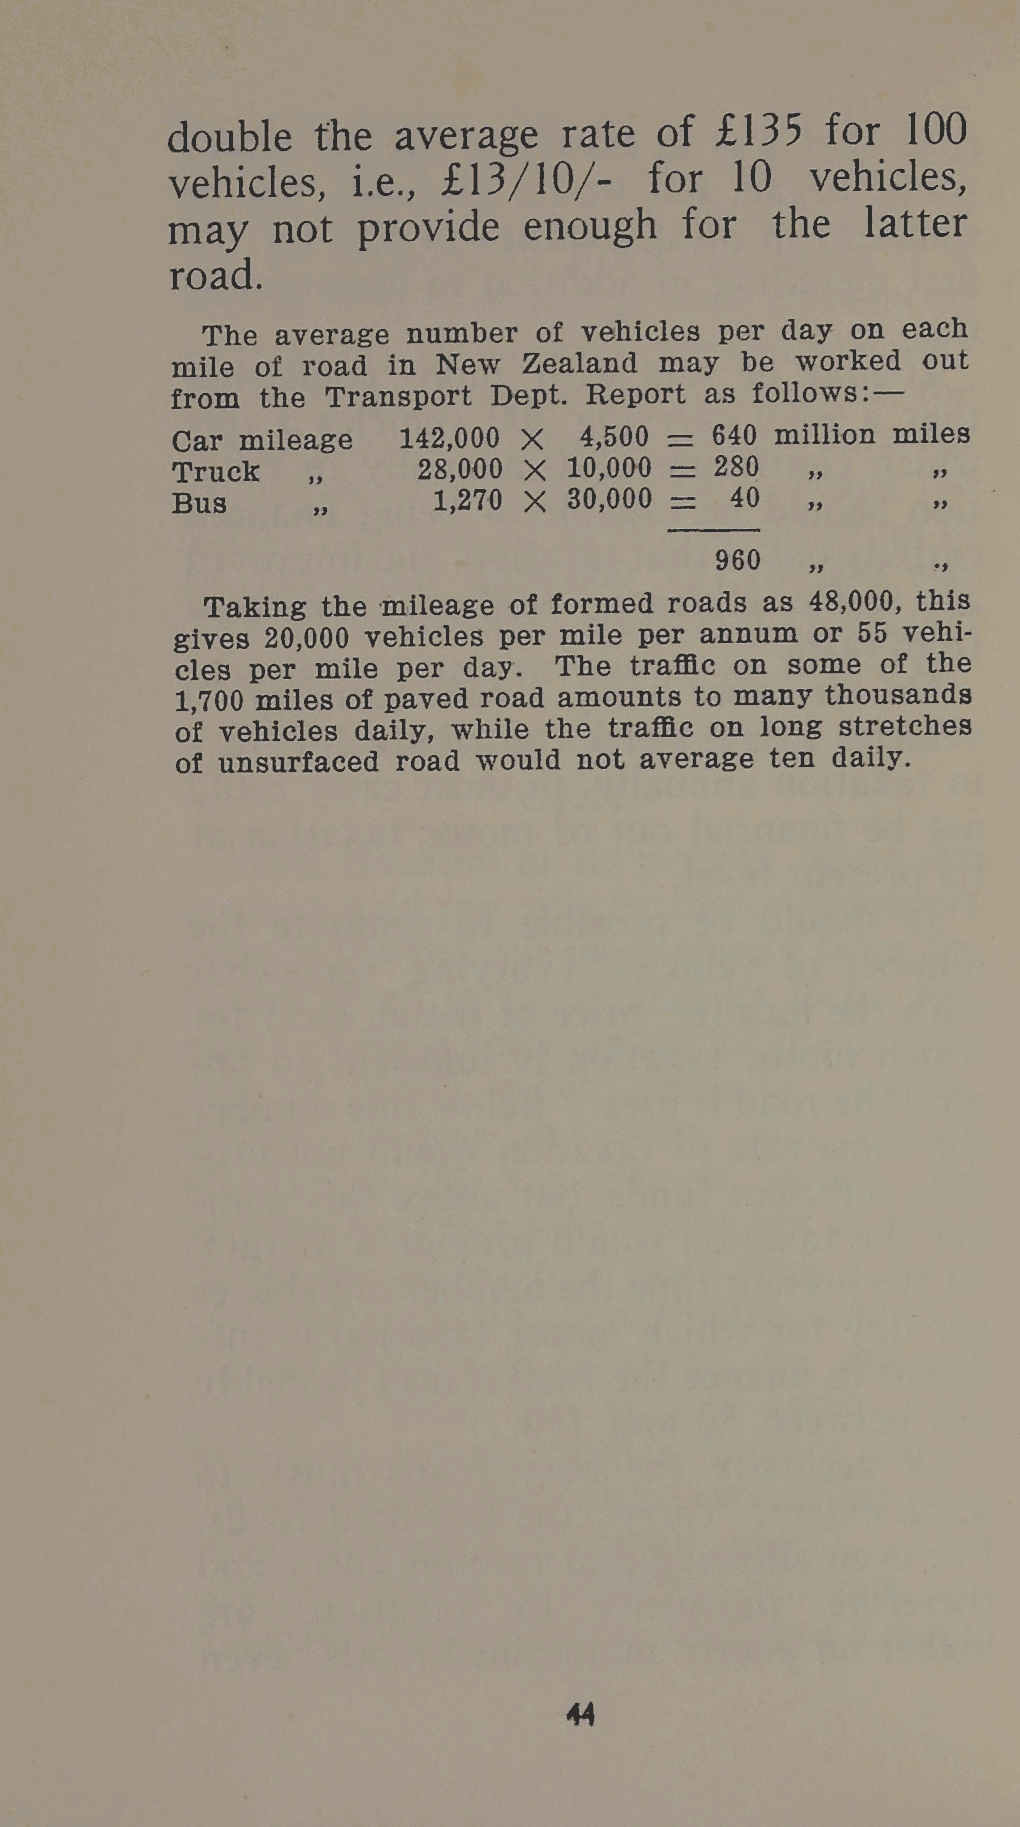 double the average rate of £135 for 100
vehicles, i.e., £13/10/- for 10 vehicles,
may not provide enough for the latter
road.
The average number of vehicles per day on each
mile of road in New Zealand may be worked out
from the Transport Dept. Report as follows:—
Car mileage 142,000 × 4,500 = 640 million miles
Truck ,, 28,000 × 10,000 = 280 ,, ,,
Bus ,, 1,270 × 30,000 = 40 ,, ,,
960 ,, ,,
Taking the mileage of formed roads as 48,000, this
gives 20,000 vehicles per mile per annum or 55 vehi-
cles per mile per day. The traffic on some of the
1,700 miles of paved road amounts to many thousands
of vehicles daily, while the traffic on long stretches
of unsurfaced road would not average ten daily.
44